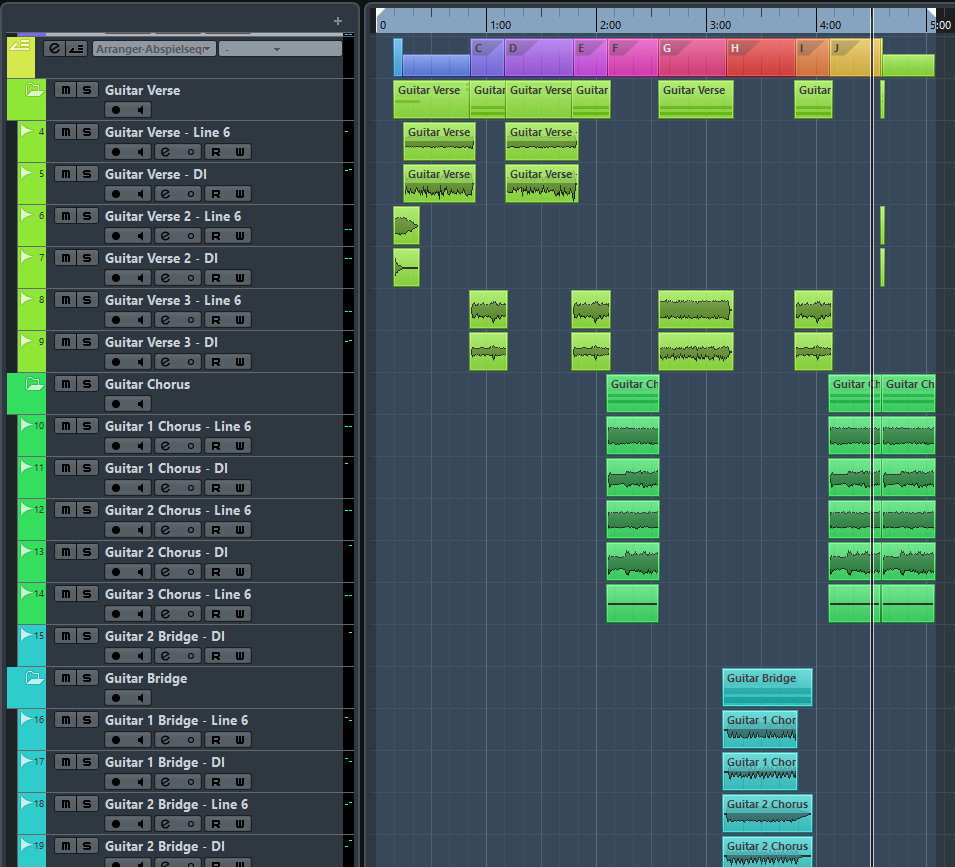 +
0 1:00 2:00 3:00 4:00 5:00
e Arranger-Abspielseq -
C D E F G H I J
m s Guitar Verse
Guitar Verse Guitar Guitar Verse Guitar Guitar Verse Guitar
4 m s Guitar Verse - Line 6
e R W
Guitar Verse Guitar Verse -
5 m s Guitar Verse - DI
e R W
Guitar Verse Guitar Verse
6 m s Guitar Verse 2 - Line 6
e R W
7 m s Guitar Verse 2 - DI
e R W
8 m s Guitar Verse 3 - Line 6
e R W
9 m s Guitar Verse 3 - DI
e R W
m s Guitar Chorus
Guitar Ch Guitar Ch Guitar Ch
10 m s Guitar 1 Chorus - Line 6
e R W
11 m s Guitar 1 Chorus - DI
e R W
12 m s Guitar 2 Chorus - Line 6
e R W
13 m s Guitar 2 Chorus - DI
e R W
14 m s Guitar 3 Chorus - Line 6
e R W
15 m s Guitar 2 Bridge - DI
e R W
m s Guitar Bridge
Guitar Bridge
16 m s Guitar 1 Bridge - Line 6
e R W
Guitar 1 Chor
17 m s Guitar 1 Bridge - DI
e R W
Guitar 1 Chor
18 m s Guitar 2 Bridge - Line 6
e R W
Guitar 2 Chorus
19 m s Guitar 2 Bridge - DI
e R W
Guitar 2 Chorus